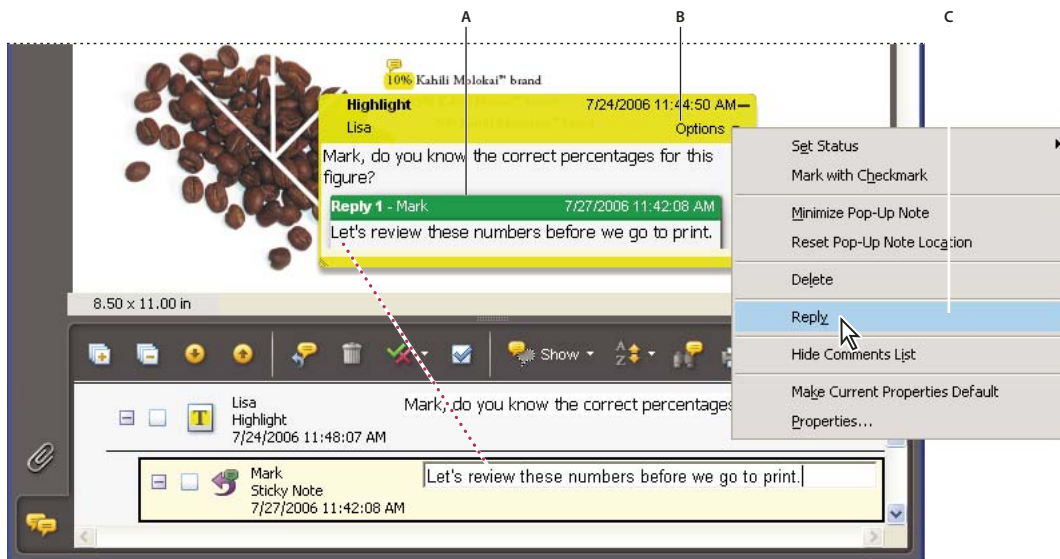 A B C
10% Kahili Molokai™ brand
Highlight 7/24/2006 11:44:50 AM
Lisa Options
Mark, do you know the correct percentages for this
figure?
Reply 1 - Mark 7/27/2006 11:42:08 AM
Let's review these numbers before we go to print.
Set Status
Mark with Checkmark
Minimize Pop-Up Note
Reset Pop-Up Note Location
Delete
Reply
Hide Comments List
Make Current Properties Default
Properties...
8.50 x 11.00 in
Show
A
Z
T
Lisa
Highlight
7/24/2006 11:48:07 AM
Mark, do you know the correct percentages
Mark
Sticky Note
7/27/2006 11:42:08 AM
Let's review these numbers before we go to print.